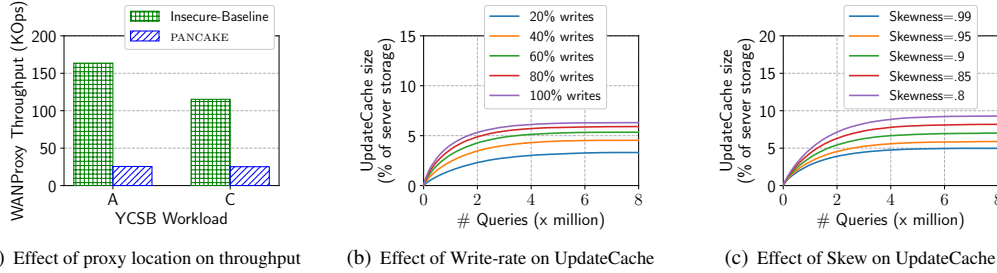 Insecure-Baseline
PANCAKE
WANProxy Throughput (KOps)
200
150
100
50
0
A
C
YCSB Workload
) Effect of proxy location on throughput
20% writes
40% writes
60% writes
80% writes
100% writes
UpdateCache size
(% of server storage)
15
10
5
0
0 2 4 6 8
# Queries (x million)
(b) Effect of Write-rate on UpdateCache
Skewness=.99
Skewness=.95
Skewness=.9
Skewness=.85
Skewness=.8
UpdateCache size
(% of server storage)
20
15
10
5
0
0 2 4 6 8
# Queries (x million)
(c) Effect of Skew on UpdateCache